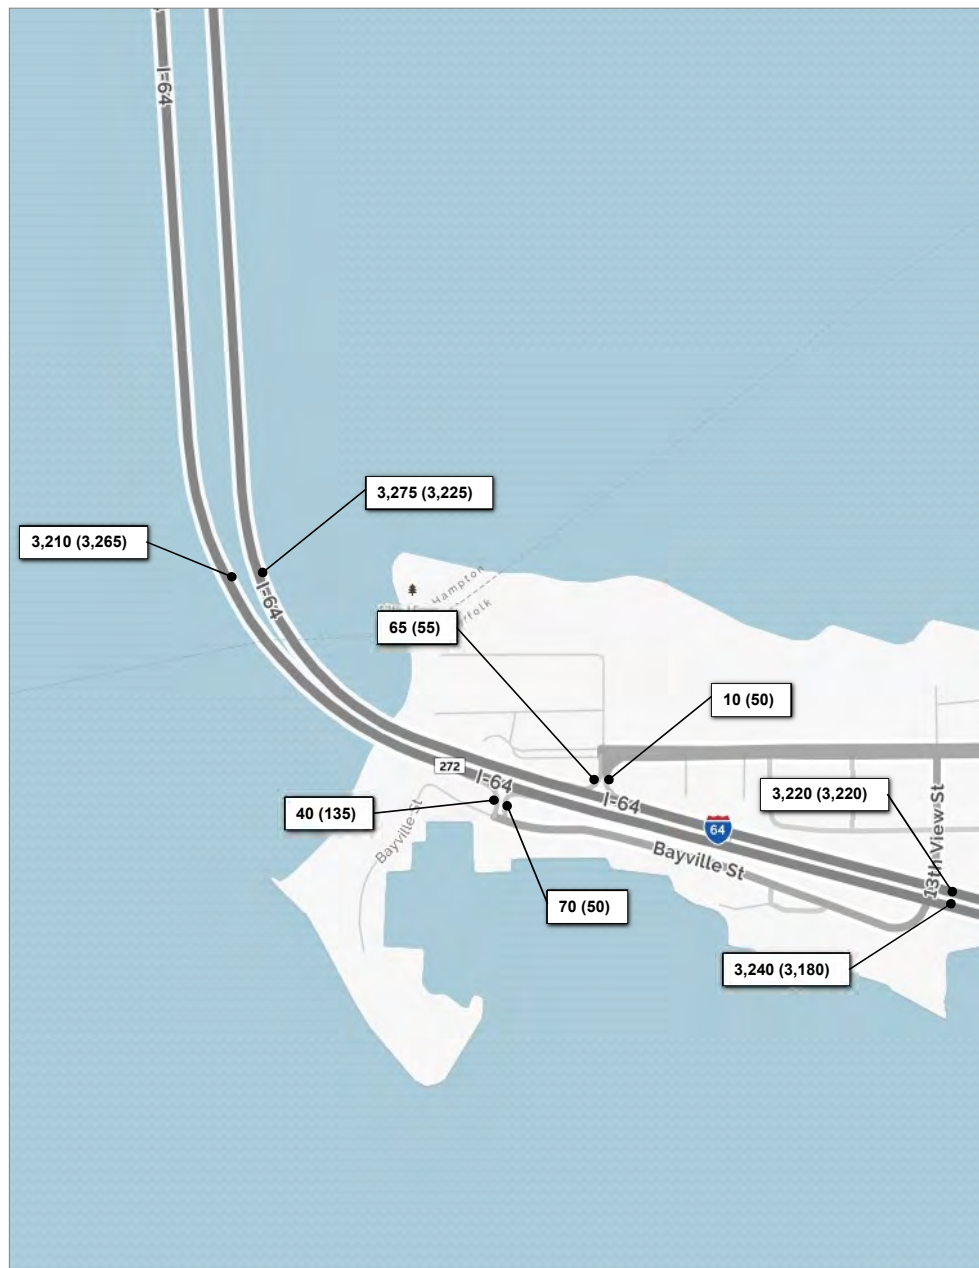 I-64
3,275 (3,225)
3,210 (3,265)
I-64
Hampton
65 (55)
10 (50)
272
I-64
I-64
3,220 (3,220)
40 (135)
64
Bayville St
Bayville St
13th View St
70 (50)
3,240 (3,180)